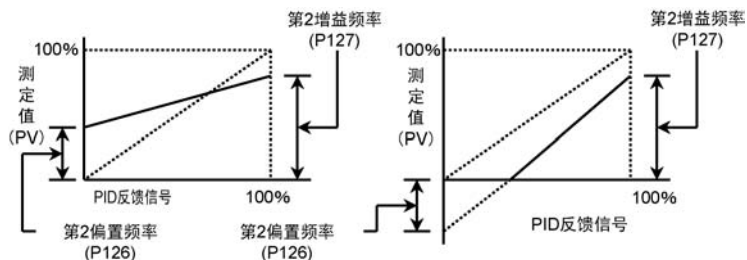 第2增益频率
(P127)
100%
测
定
值
(PV)
PID反馈信号
100%
第2偏置频率
(P126)
第2增益频率
(P127)
100%
测
定
值
(PV)
100%
PID反馈信号
第2偏置频率
(P126)